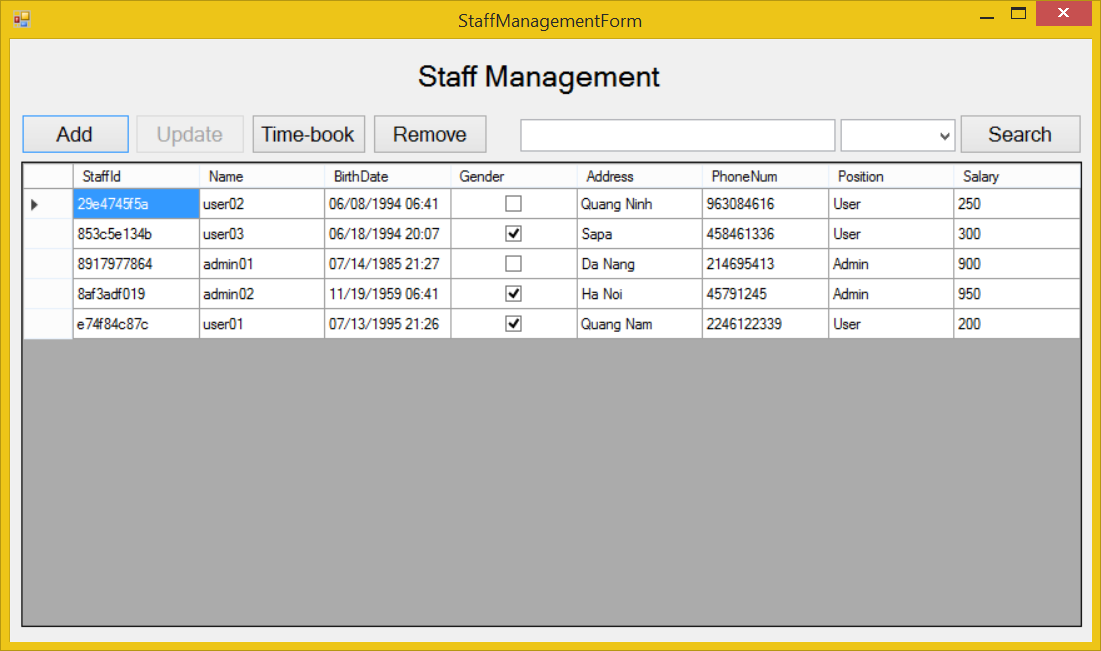 StaffManagementForm
Staff Management
Add Update Time-book Remove Search
StaffId Name BirthDate Gender Address PhoneNum Position Salary
29e4745f5a user02 06/08/1994 06:41 Quang Ninh 963084616 User 250
853c5e134b user03 06/18/1994 20:07 Sapa 458461336 User 300
8917977864 admin01 07/14/1985 21:27 Da Nang 214695413 Admin 900
8af3adf019 admin02 11/19/1959 06:41 Ha Noi 45791245 Admin 950
e74f84c87c user01 07/13/1995 21:26 Quang Nam 2246122339 User 200